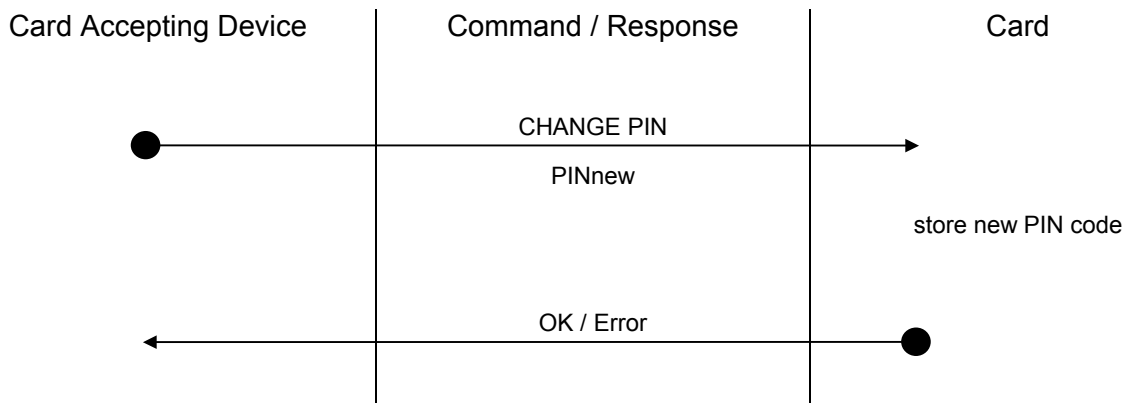 Card Accepting Device
Command / Response
Card
CHANGE PIN
PINnew
store new PIN code
OK / Error